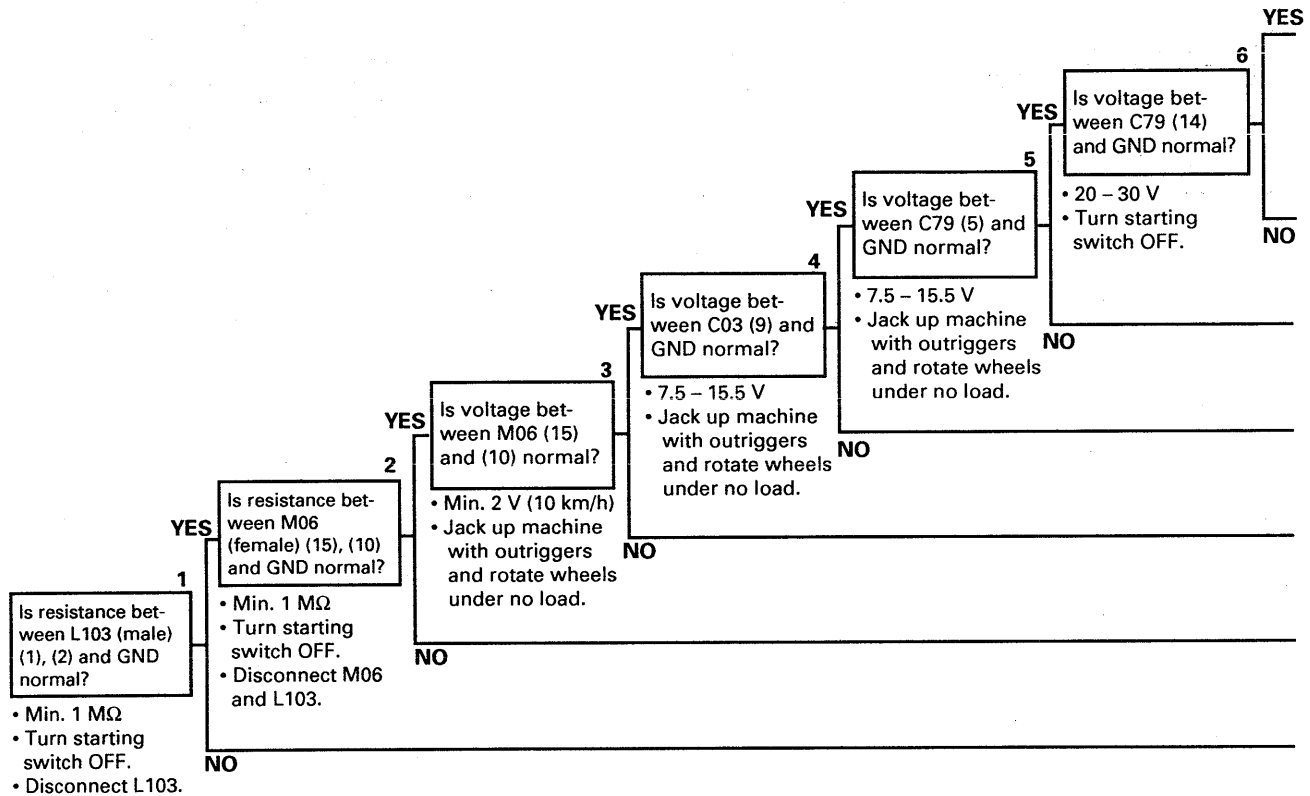 1
Is resistance bet-
ween L103 (male)
(1), (2) and GND
normal?
• Min. 1 MΩ
• Turn starting
switch OFF.
• Disconnect L103.
YES
NO
2
Is resistance bet-
ween M06
(female) (15), (10)
and GND normal?
• Min. 1 MΩ
• Turn starting
switch OFF.
• Disconnect M06
and L103.
YES
NO
3
Is voltage bet-
ween M06 (15)
and (10) normal?
• Min. 2 V (10 km/h)
• Jack up machine
with outriggers
and rotate wheels
under no load.
YES
NO
4
Is voltage bet-
ween C03 (9) and
GND normal?
• 7.5 – 15.5 V
• Jack up machine
with outriggers
and rotate wheels
under no load.
YES
NO
5
Is voltage bet-
ween C79 (5) and
GND normal?
• 7.5 – 15.5 V
• Jack up machine
with outriggers
and rotate wheels
under no load.
YES
NO
6
Is voltage bet-
ween C79 (14)
and GND normal?
• 20 – 30 V
• Turn starting
switch OFF.
YES
NO